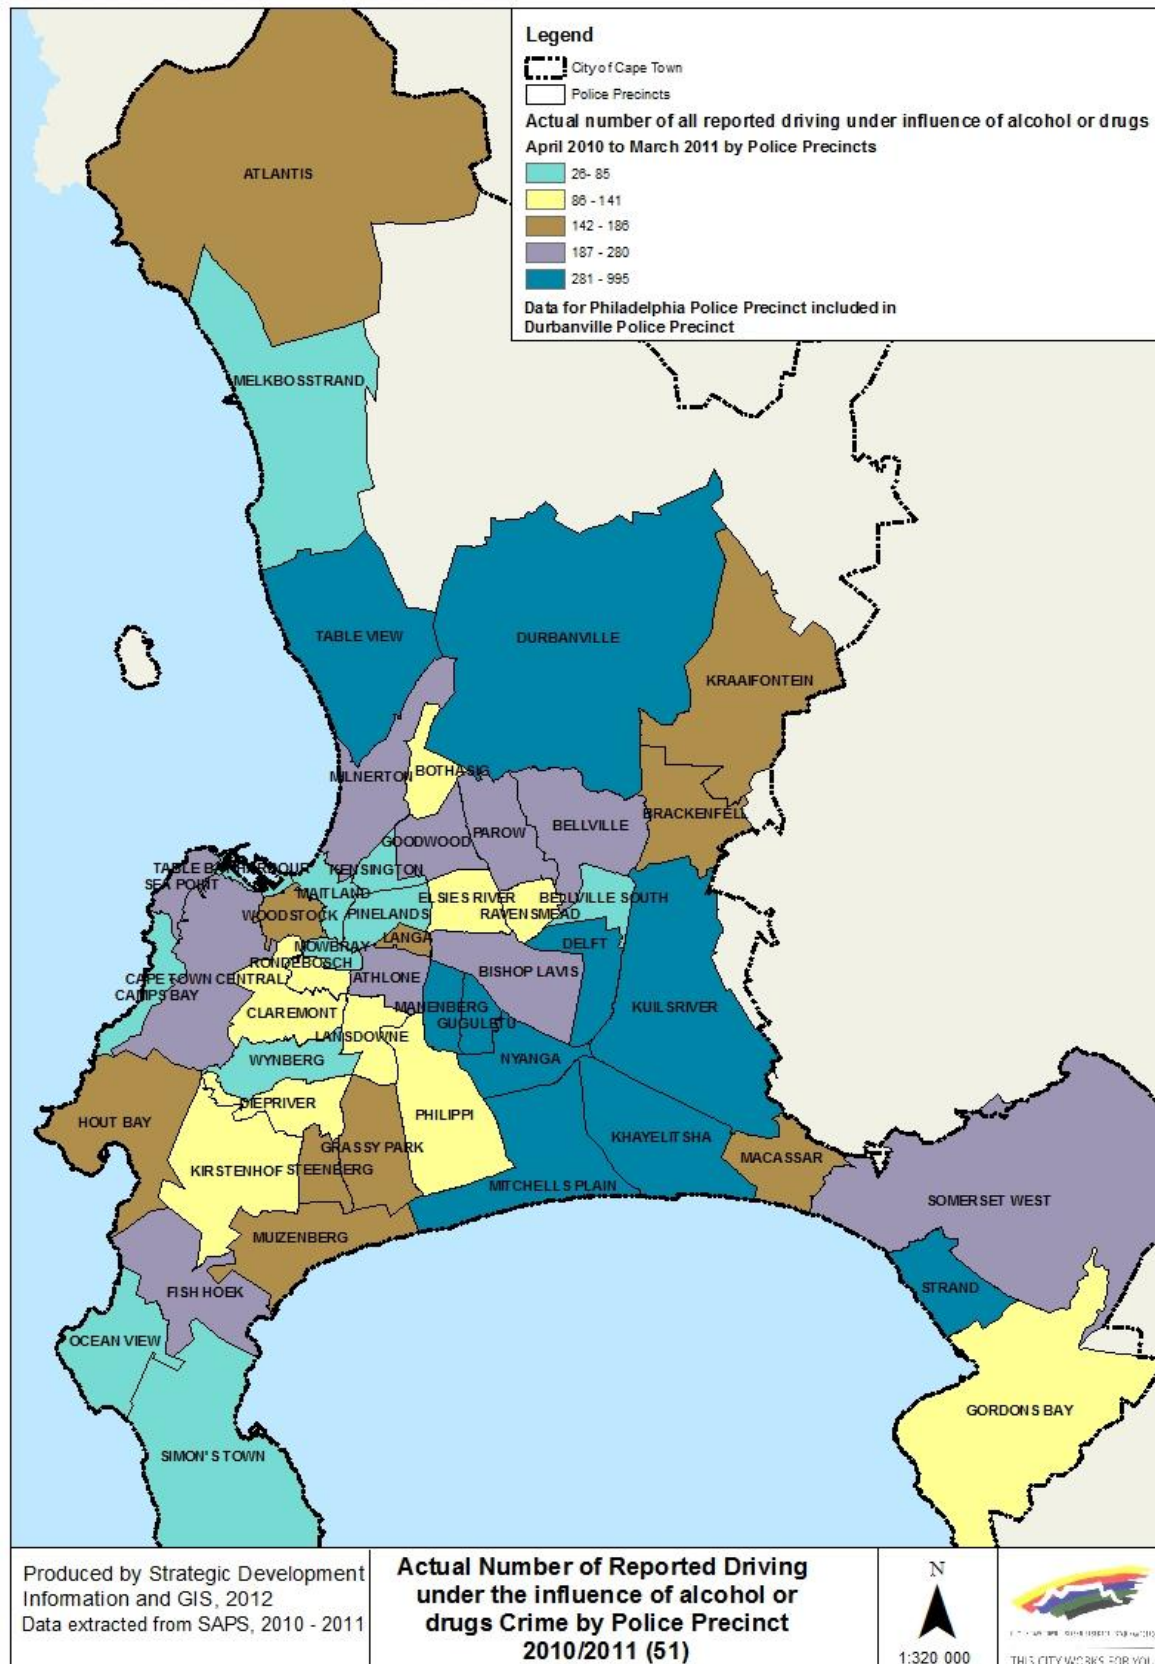 Legend
City of Cape Town
Police Precincts
Actual number of all reported driving under influence of alcohol or drugs
April 2010 to March 2011 by Police Precincts
26- 85
86 - 141
142 - 186
187 - 280
281 - 995
Data for Philadelphia Police Precinct included in
Durbanville Police Precinct
ATLANTIS
MELKBOSSTRAND
TABLE VIEW
DURBANVILLE
KRAAIFONTEIN
MILNERTON
BOTHASIG
BRACKENFELL
GOODWOOD
PAROW
BELLVILLE
TABLE BAY HARBOUR
KENSINGTON
SEA POINT
MAITLAND
ELSIES RIVER
BELLVILLE SOUTH
WOODSTOCK
PINELANDS
RAVENSMEAD
LANGA
MOWBRAY
DELFT
RONDEBOSCH
CAPE TOWN CENTRAL
ATHLONE
BISHOP LAVIS
CAMPS BAY
MANENBERG
KUILSRIVER
CLAREMONT
GUGULETU
LANSDOWNE
WYNBERG
NYANGA
DIEPRIVER
PHILIPPI
HOUT BAY
KHAYELITSHA
GRASSY PARK
MACASSAR
KIRSTENHOF
STEENBERG
MITCHELLS PLAIN
SOMERSET WEST
MUIZENBERG
FISH HOEK
STRAND
OCEAN VIEW
GORDONS BAY
SIMON'S TOWN
Produced by Strategic Development
Information and GIS, 2012
Data extracted from SAPS, 2010 - 2011
Actual Number of Reported Driving
under the influence of alcohol or
drugs Crime by Police Precinct
2010/2011 (51)
N
1:320 000
THIS CITY WORKS FOR YOU